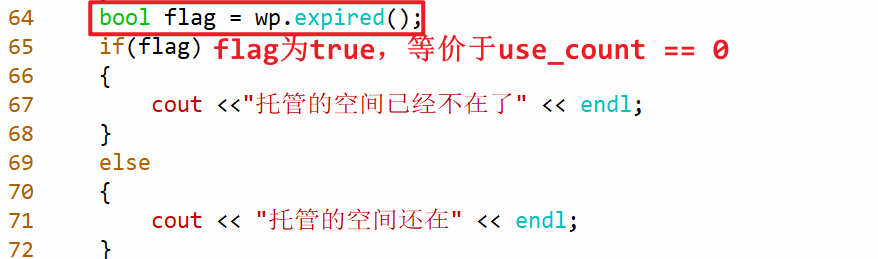 64 bool flag = wp.expired();
65 if(flag) flag为true，等价于use_count == 0
66 {
67 cout <<"托管的空间已经不在了" << endl;
68 }
69 else
70 {
71 cout << "托管的空间还在" << endl;
72 }